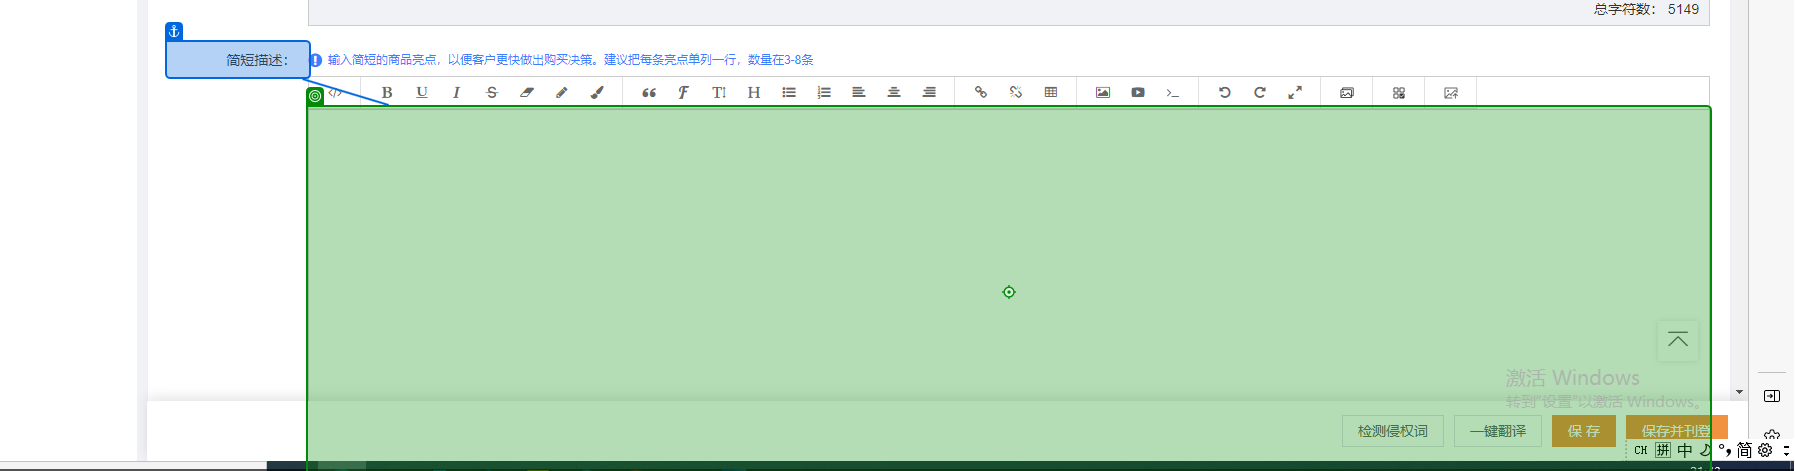 总字符数： 5149
简短描述：
输入简短的商品亮点，以便客户更快做出购买决策。建议把每条亮点单列一行，数量在3-8条
B U I S F T H
激活 Windows
转到"设置"以激活 Windows。
检测侵权词 一键翻译 保 存 保存并刊登
CH 拼 中 简